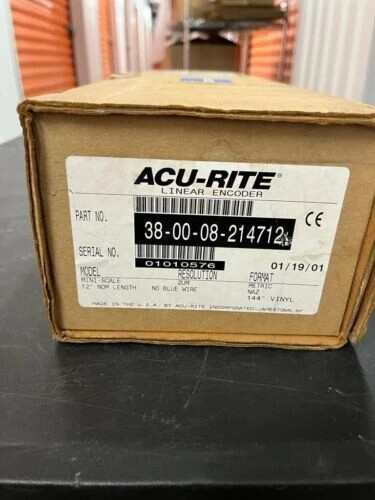 ACU-RITE®
LINEAR ENCODER
PART NO. 38-00-08-214712
CE
SERIAL NO. 01010576 01/19/01
MODEL RESOLUTION FORMAT
MINI-SCALE 2UM METRIC
12" NOM LENGTH NO BLUE WIRE NAZ
144" VINYL
MADE IN THE U.S.A. BY ACU-RITE INCORPORATED-JAMESTOWN, NY